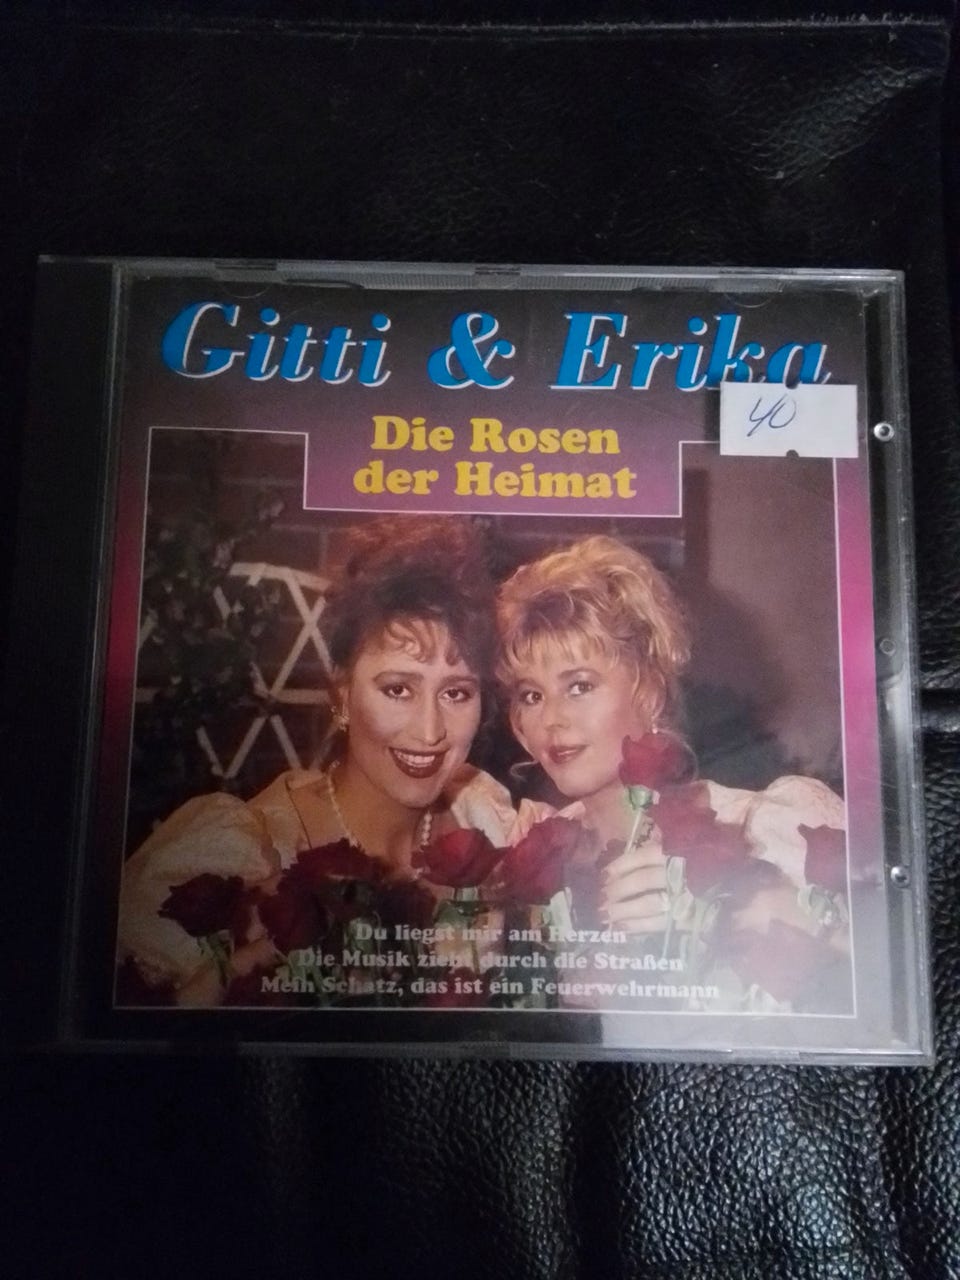 Gitti & Erika
40
Die Rosen
der Heimat
Du liegst mir am Herzen
Die Musik zieht durch die Straßen
Mein Schatz, das ist ein Feuerwehrmann